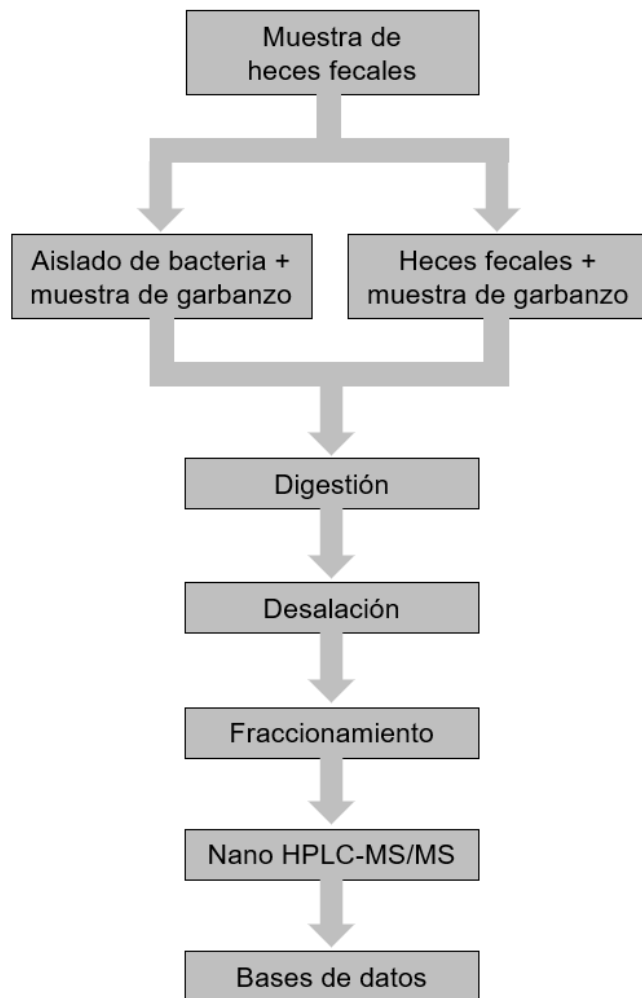 Muestra de
heces fecales
Aislado de bacteria +
muestra de garbanzo
Heces fecales +
muestra de garbanzo
Digestión
Desalación
Fraccionamiento
Nano HPLC-MS/MS
Bases de datos